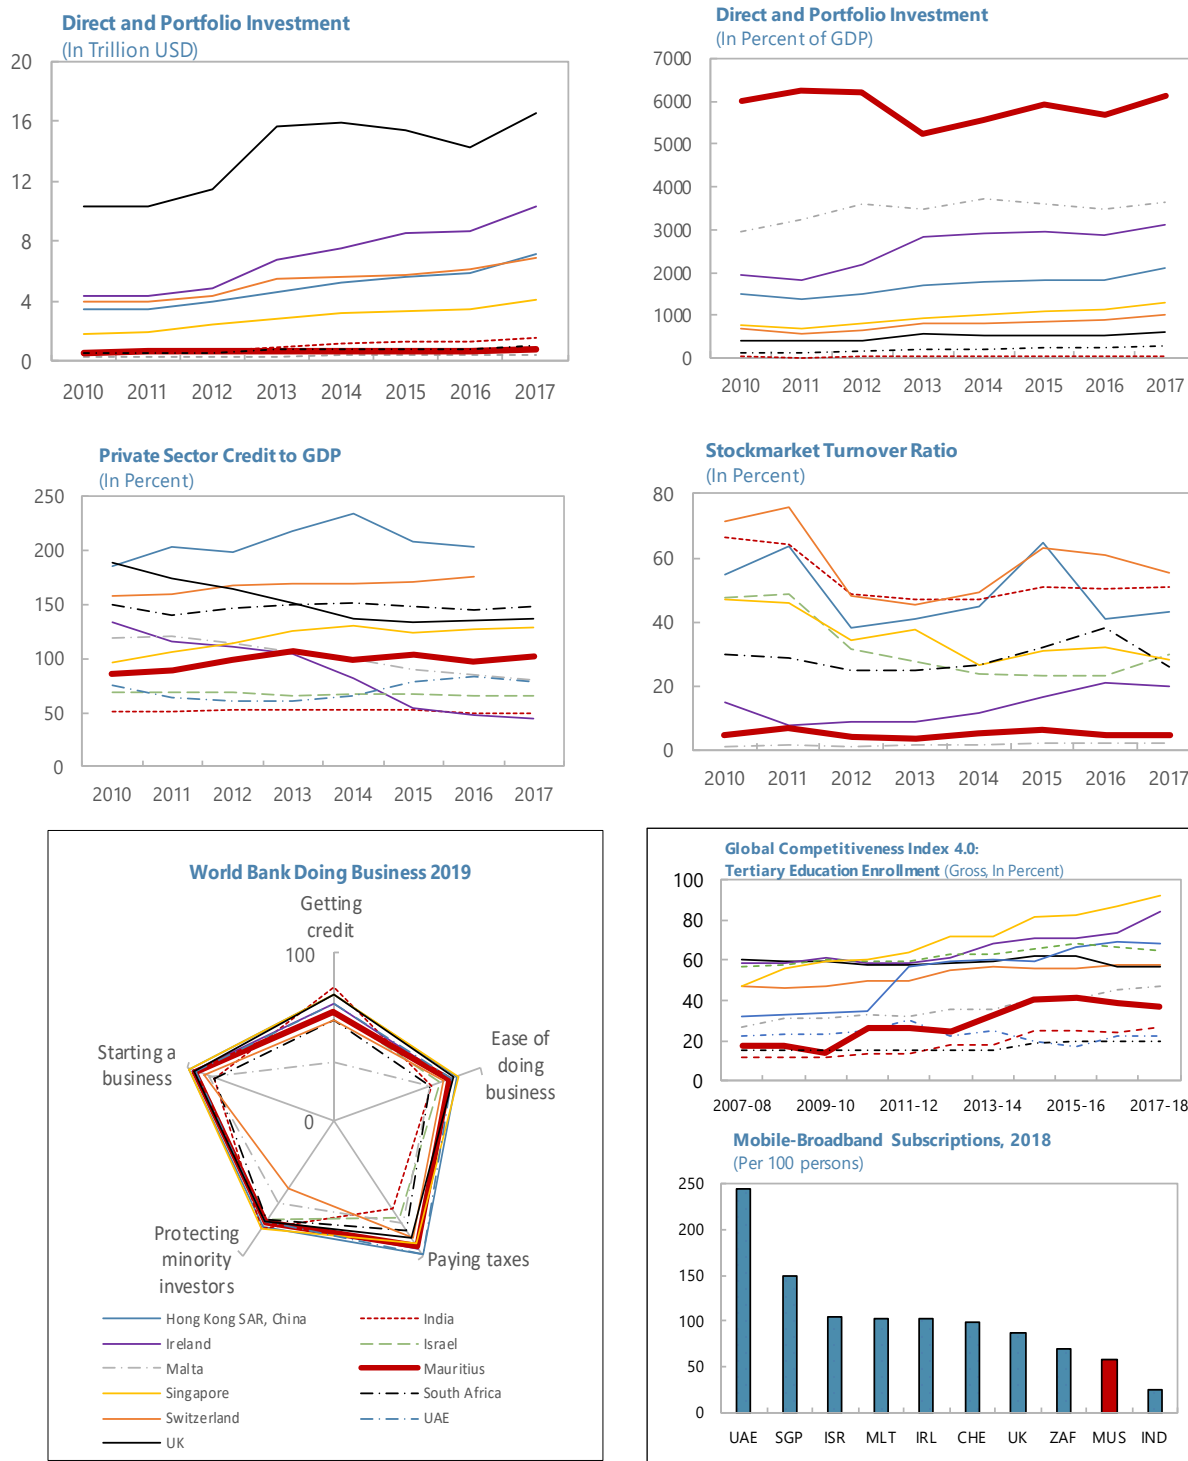 Direct and Portfolio Investment
(In Trillion USD)
20
16
12
8
4
0
2010 2011 2012 2013 2014 2015 2016 2017
Direct and Portfolio Investment
(In Percent of GDP)
7000
6000
5000
4000
3000
2000
1000
0
2010 2011 2012 2013 2014 2015 2016 2017
Private Sector Credit to GDP
(In Percent)
250
200
150
100
50
0
2010 2011 2012 2013 2014 2015 2016 2017
Stockmarket Turnover Ratio
(In Percent)
80
60
40
20
0
2010 2011 2012 2013 2014 2015 2016 2017
World Bank Doing Business 2019
Getting
credit
100
Starting a
business
Ease of
doing
business
0
Protecting
minority
investors
Paying taxes
Hong Kong SAR, China
India
Ireland
Israel
Malta
Mauritius
Singapore
South Africa
Switzerland
UAE
UK
Global Competitiveness Index 4.0:
Tertiary Education Enrollment (Gross, In Percent)
100
80
60
40
20
0
2007-08 2009-10 2011-12 2013-14 2015-16 2017-18
Mobile-Broadband Subscriptions, 2018
(Per 100 persons)
250
200
150
100
50
0
UAE SGP ISR MLT IRL CHE UK ZAF MUS IND